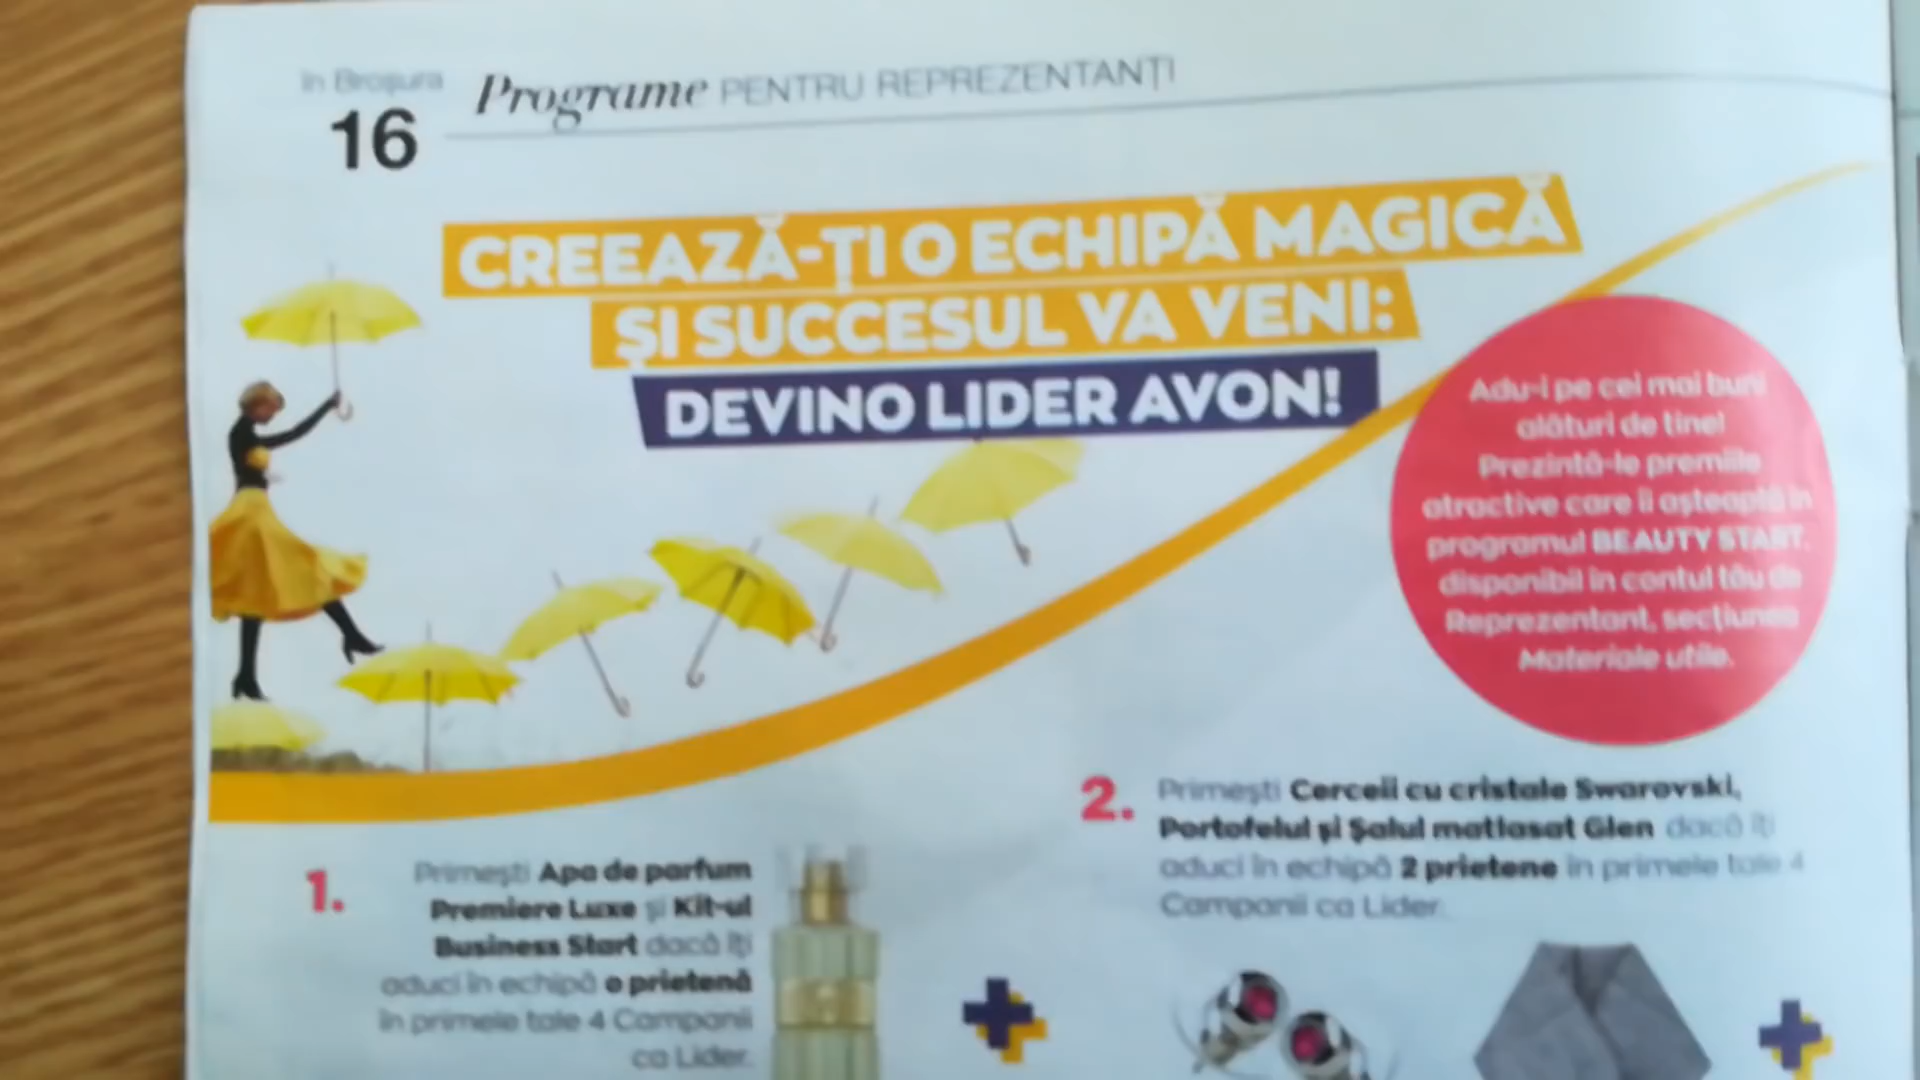 în Broșura
16
Programe PENTRU REPREZENTANȚI
CREEAZĂ-ȚI O ECHIPĂ MAGICĂ
ȘI SUCCESUL VA VENI:
DEVINO LIDER AVON!
Adu-i pe cei mai buni
alături de tine!
Prezintă-le premiile
atractive care îi așteaptă în
programul BEAUTY START,
disponibil în contul tău de
Reprezentant, secțiunea
Materiale utile.
1.
Primești Apa de parfum
Premiere Luxe și Kit-ul
Business Start dacă îți
aduci în echipă o prietenă
în primele tale 4 Campanii
ca Lider.
2.
Primești Cerceii cu cristale Swarovski,
Portofelul și Șalul matlasat Glen dacă îți
aduci în echipă 2 prietene în primele tale 4
Campanii ca Lider.